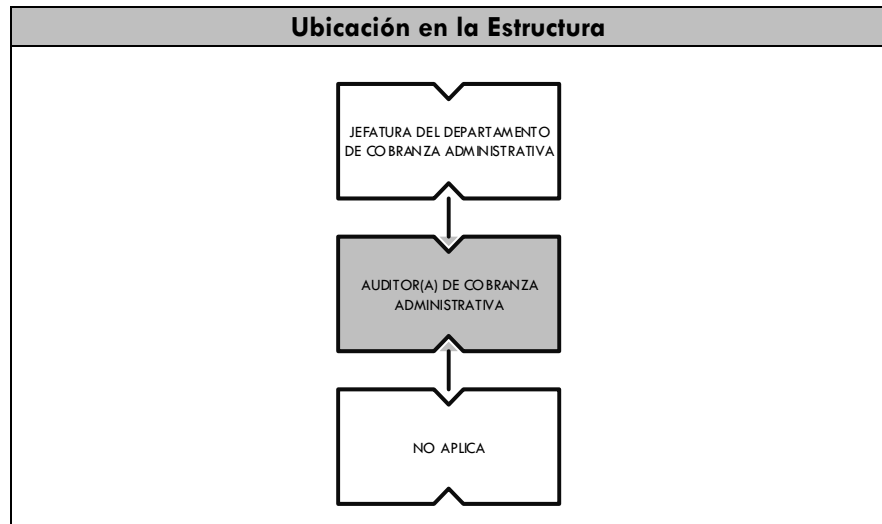 Ubicación en la Estructura
JEFATURA DEL DEPARTAMENTO
DE COBRANZA ADMINISTRATIVA
AUDITOR(A) DE COBRANZA
ADMINISTRATIVA
NO APLICA